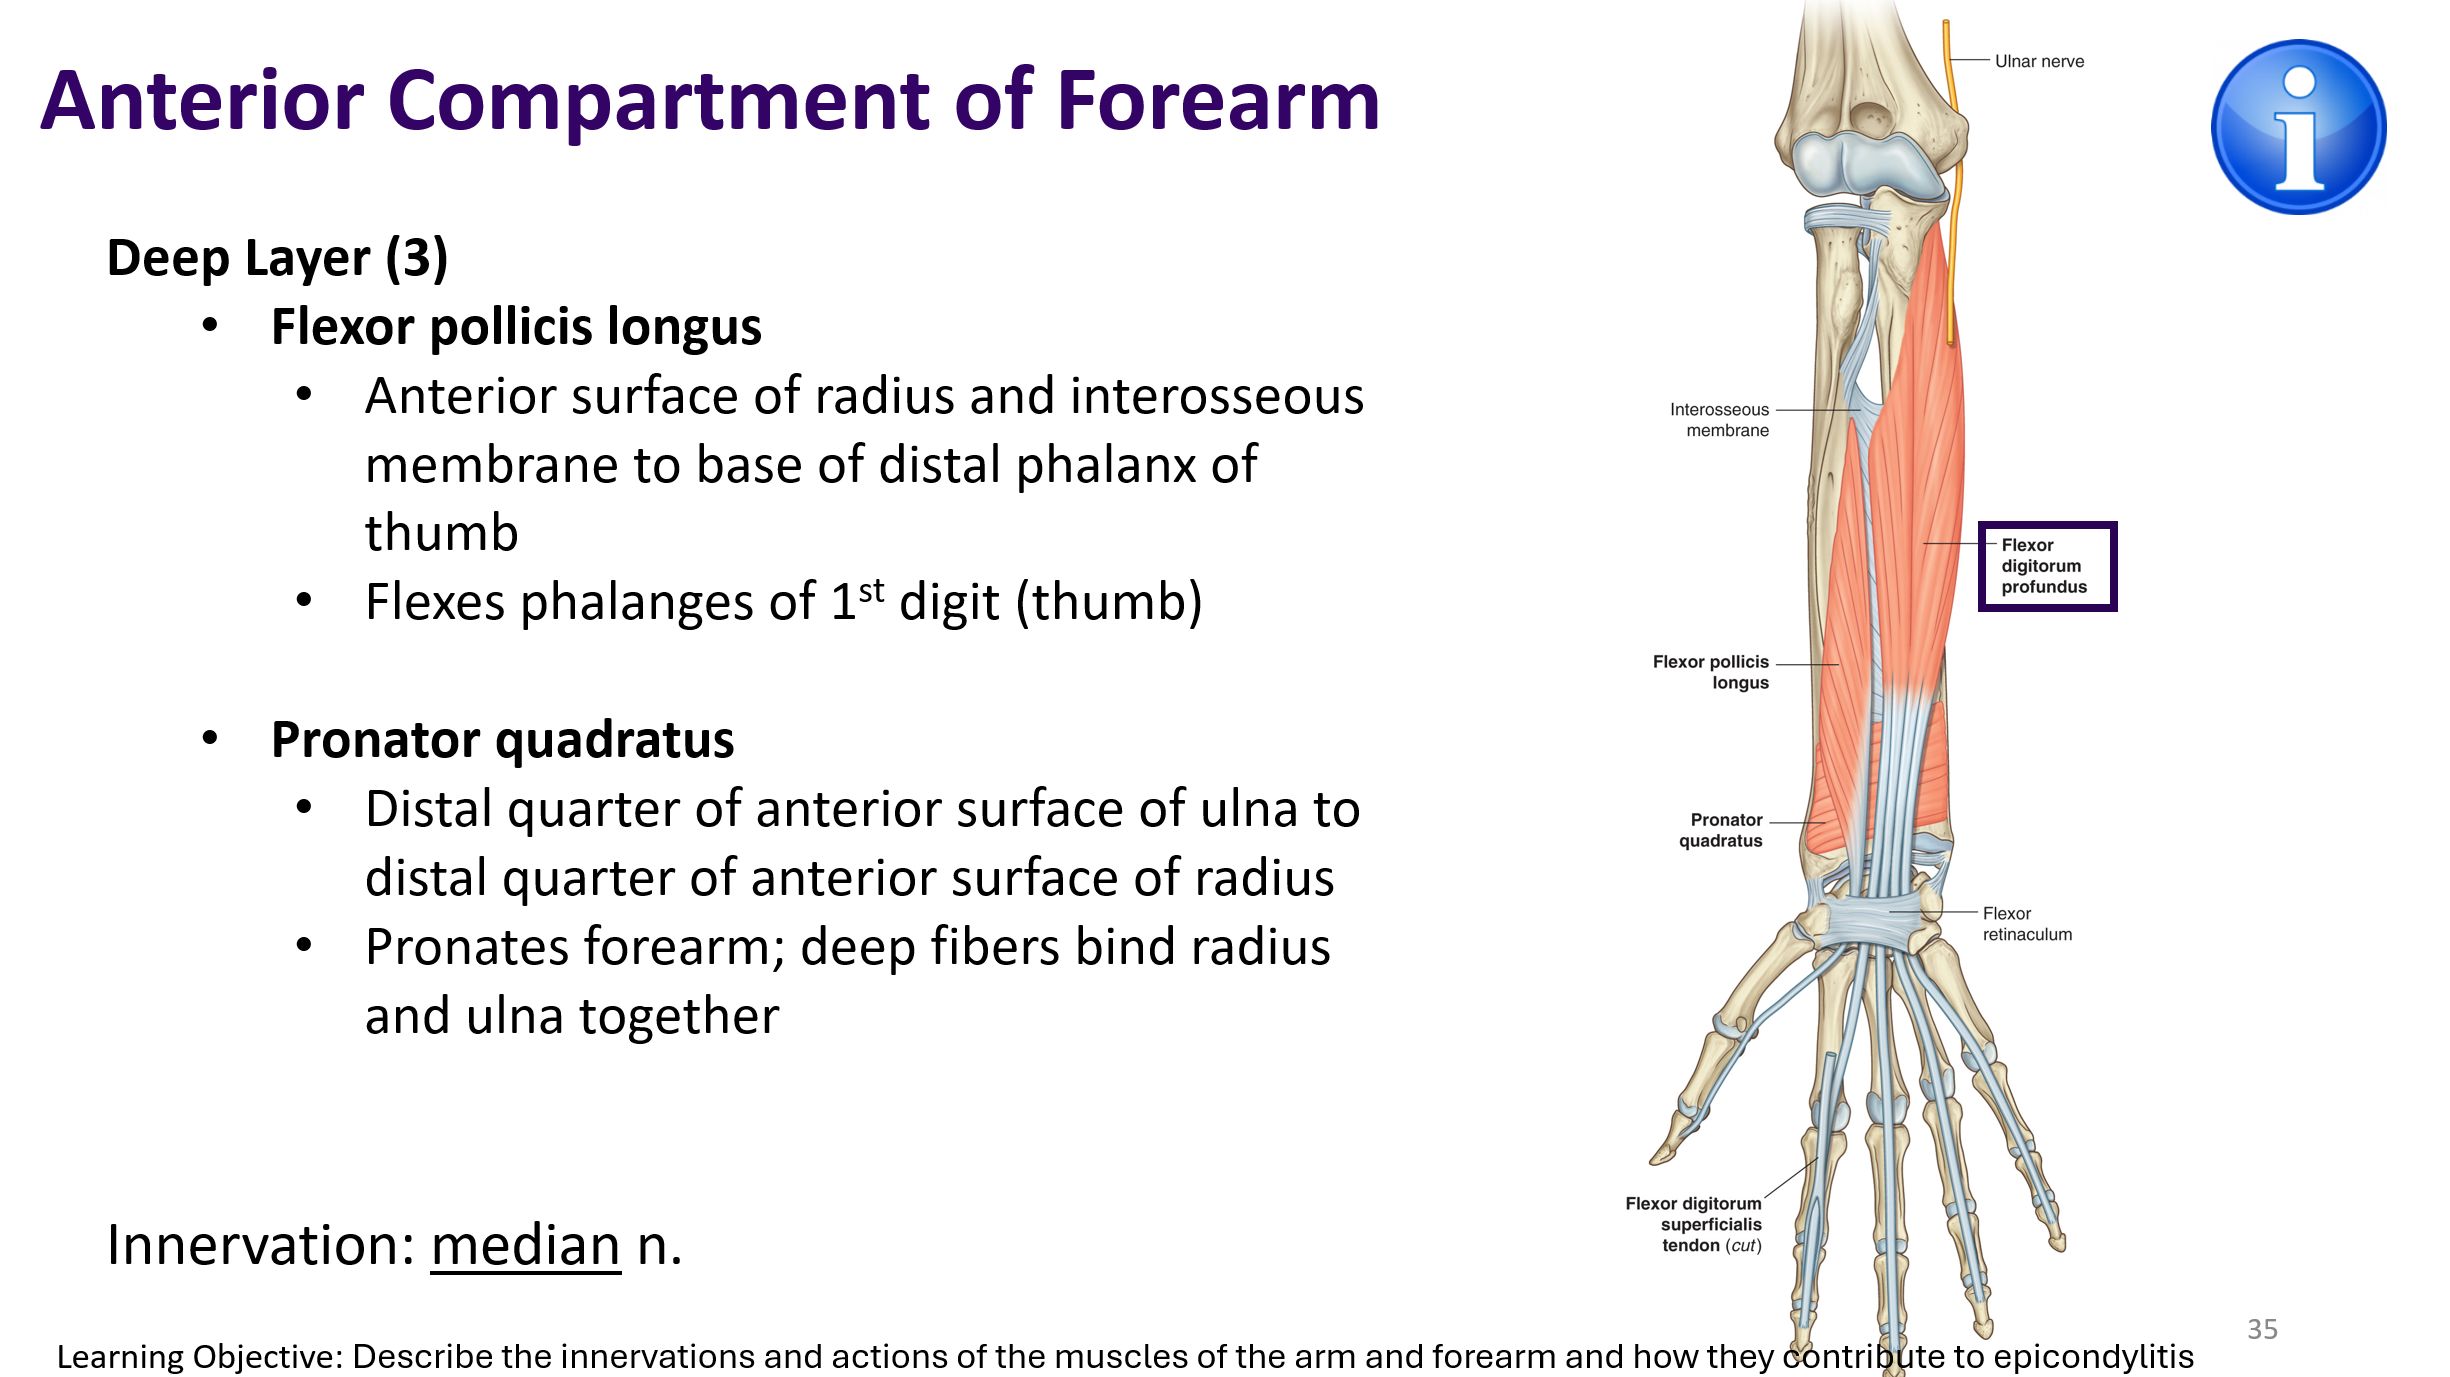 Anterior Compartment of Forearm
Deep Layer (3)
• Flexor pollicis longus
• Anterior surface of radius and interosseous
membrane to base of distal phalanx of
thumb
• Flexes phalanges of 1st digit (thumb)
• Pronator quadratus
• Distal quarter of anterior surface of ulna to
distal quarter of anterior surface of radius
• Pronates forearm; deep fibers bind radius
and ulna together
Innervation: median n.
Ulnar nerve
Interosseous
membrane
Flexor
digitorum
profundus
Flexor pollicis
longus
Pronator
quadratus
Flexor
retinaculum
Flexor digitorum
superficialis
tendon (cut)
i
35
Learning Objective: Describe the innervations and actions of the muscles of the arm and forearm and how they contribute to epicondylitis